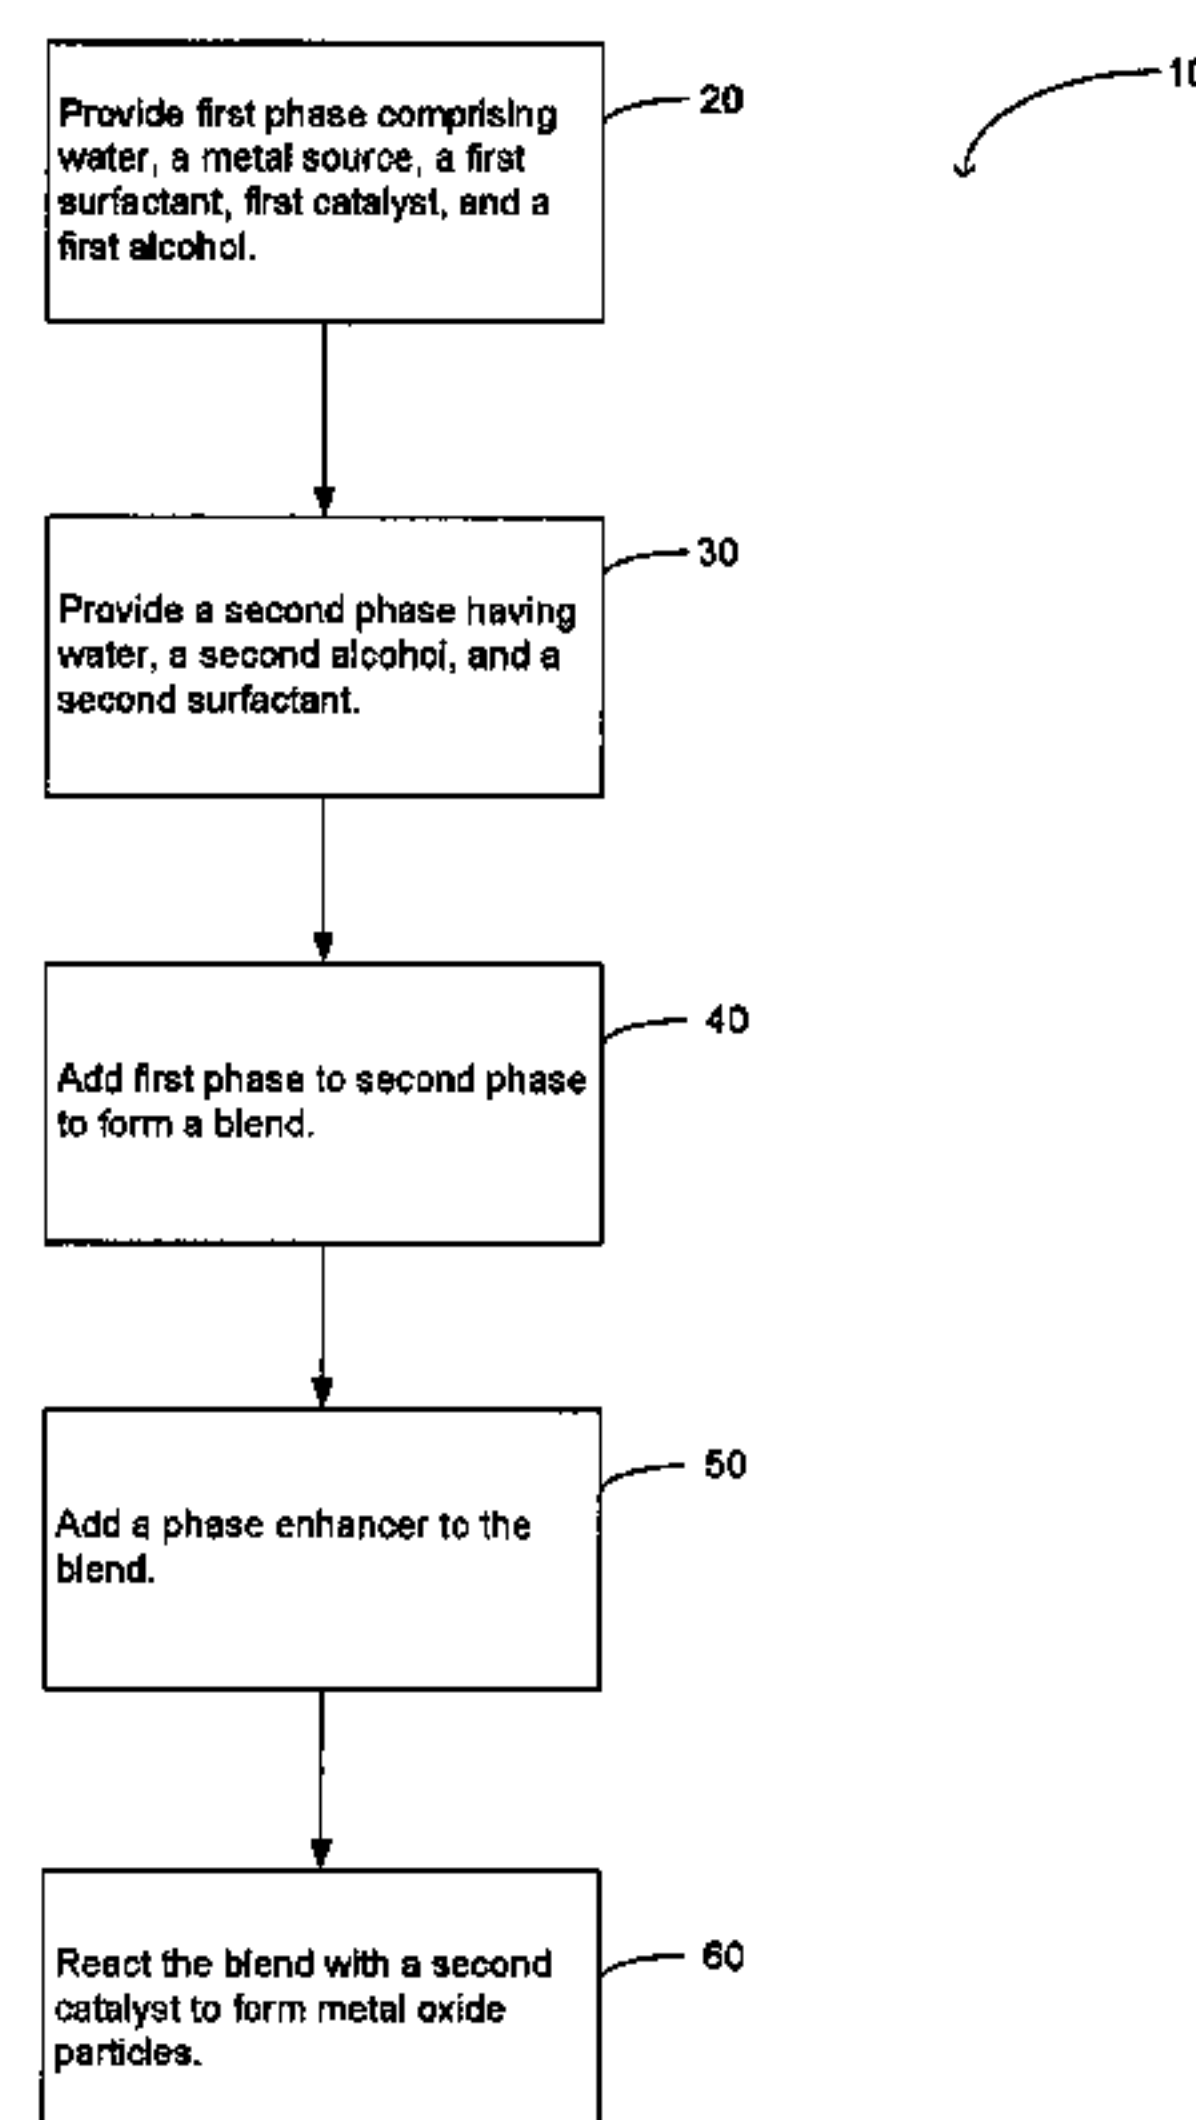 Provide first phase comprising
water, a metal source, a first
surfactant, first catalyst, and a
first alcohol.
20
10
Provide a second phase having
water, a second alcohol, and a
second surfactant.
30
Add first phase to second phase
to form a blend.
40
Add a phase enhancer to the
blend.
50
React the blend with a second
catalyst to form metal oxide
particles.
60